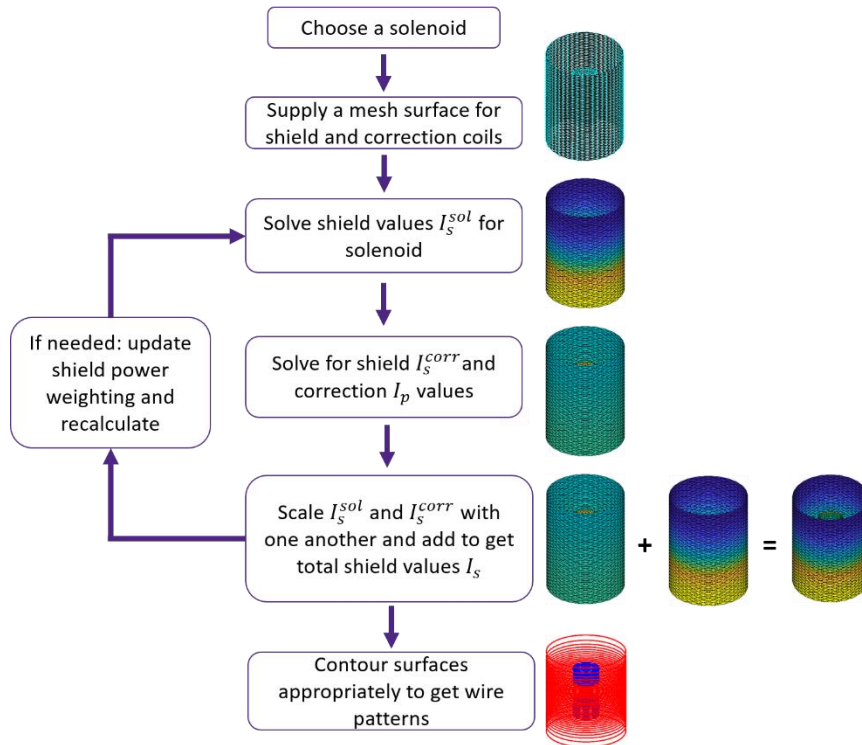 Choose a solenoid
Supply a mesh surface for
shield and correction coils
Solve shield values $I_s^{sol}$ for
solenoid
If needed: update
shield power
weighting and
recalculate
Solve for shield $I_s^{corr}$ and
correction $I_p$ values
Scale $I_s^{sol}$ and $I_s^{corr}$ with
one another and add to get
total shield values $I_s$
+ =
Contour surfaces
appropriately to get wire
patterns